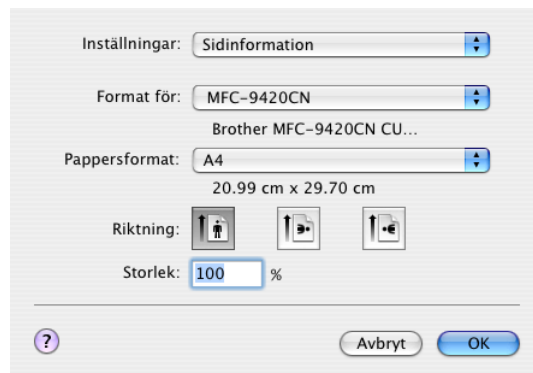 Inställningar: Sidinformation
Format för: MFC-9420CN
Brother MFC-9420CN CU...
Pappersformat: A4
20.99 cm x 29.70 cm
Riktning:
Storlek: 100 %
? Avbryt OK